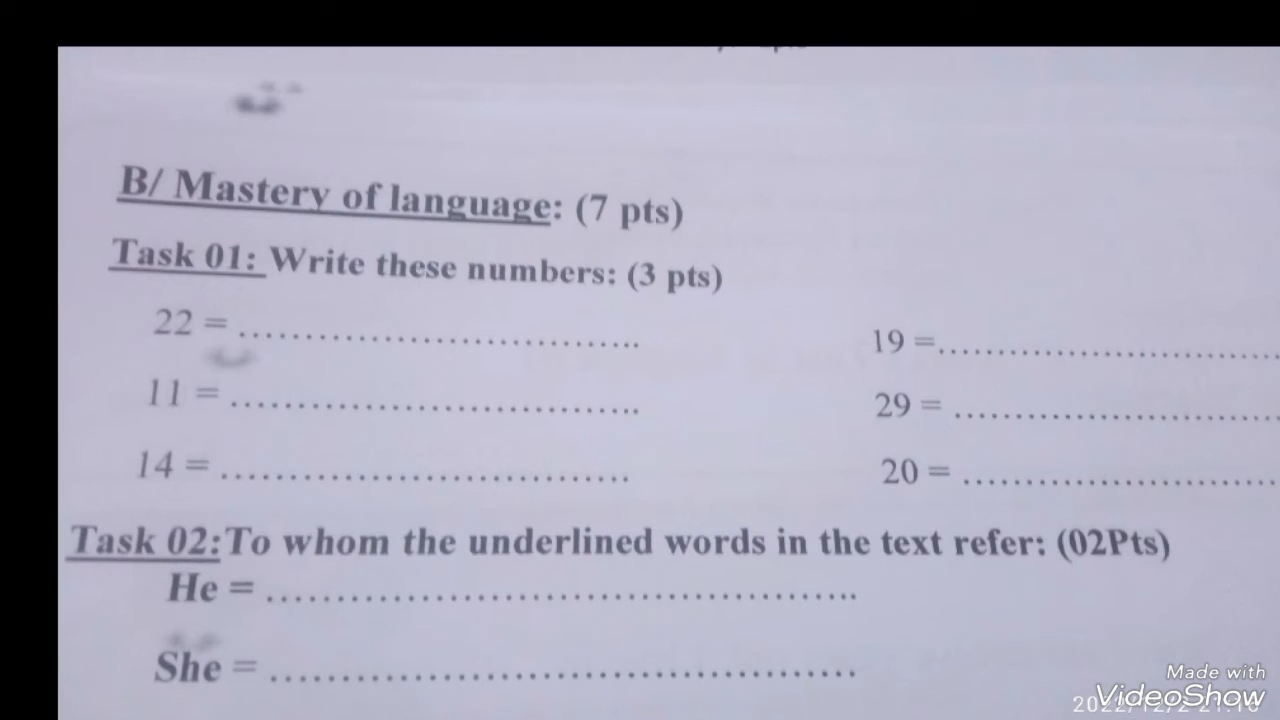 B/ Mastery of language: (7 pts)
Task 01: Write these numbers: (3 pts)
22 = ....................................
19 =..............................
11 = ....................................
29 = ............................
14 = ....................................
20 = ............................
Task 02:To whom the underlined words in the text refer: (02Pts)
He = ..................................................
She = ..................................................
Made with
VideoShow